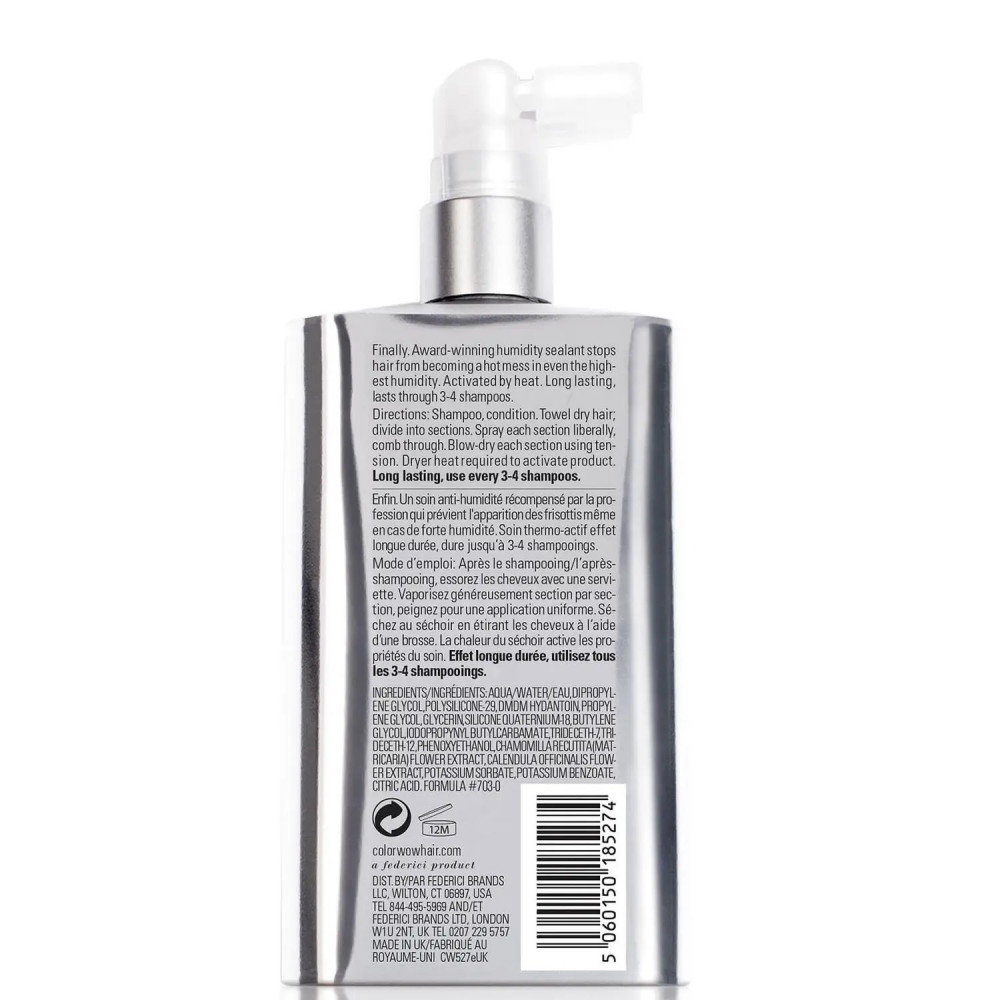 Finally. Award-winning humidity sealant stops
hair from becoming a hot mess in even the high-
est humidity. Activated by heat. Long lasting,
lasts through 3-4 shampoos.
Directions: Shampoo, condition. Towel dry hair;
divide into sections. Spray each section liberally,
comb through. Blow-dry each section using ten-
sion. Dryer heat required to activate product.
Long lasting, use every 3-4 shampoos.
Enfin. Un soin anti-humidité récompensé par la pro-
fession qui prévient l'apparition des frisottis même
en cas de forte humidité. Soin thermo-actif effet
longue durée, dure jusqu'à 3-4 shampooings.
Mode d'emploi: Après le shampooing/l'après-
shampooing, essorez les cheveux avec une servi-
ette. Vaporisez généreusement section par sec-
tion, peignez pour une application uniforme. Sé-
chez au séchoir en étirant les cheveux à l'aide
d'une brosse. La chaleur du séchoir active les pro-
priétés du soin. Effet longue durée, utilisez tous
les 3-4 shampooings.
INGREDIENTS/INGRÉDIENTS: AQUA/WATER/EAU, DIPROPYL-
ENE GLYCOL, POLYSILICONE-29, DMDM HYDANTOIN, PROPYL-
ENE GLYCOL, GLYCERIN, SILICONE QUATERNIUM-18, BUTYLENE
GLYCOL, IODOPROPYNYL BUTYLCARBAMATE, TRIDECETH-7, TRI-
DECETH-12, PHENOXYETHANOL, CHAMOMILLA RECUTITA (MAT-
RICARIA) FLOWER EXTRACT, CALENDULA OFFICINALIS FLOW-
ER EXTRACT, POTASSIUM SORBATE, POTASSIUM BENZOATE,
CITRIC ACID. FORMULA #703-0
12M
colorwowhair.com
a federici product
DIST. BY/PAR FEDERICI BRANDS
LLC, WILTON, CT 06897, USA
TEL 844-495-5969 AND/ET
FEDERICI BRANDS LTD, LONDON
W1U 2NT, UK TEL 0207 229 5757
MADE IN UK/FABRIQUÉ AU
ROYAUME-UNI CW527eUK
5 060150 185274